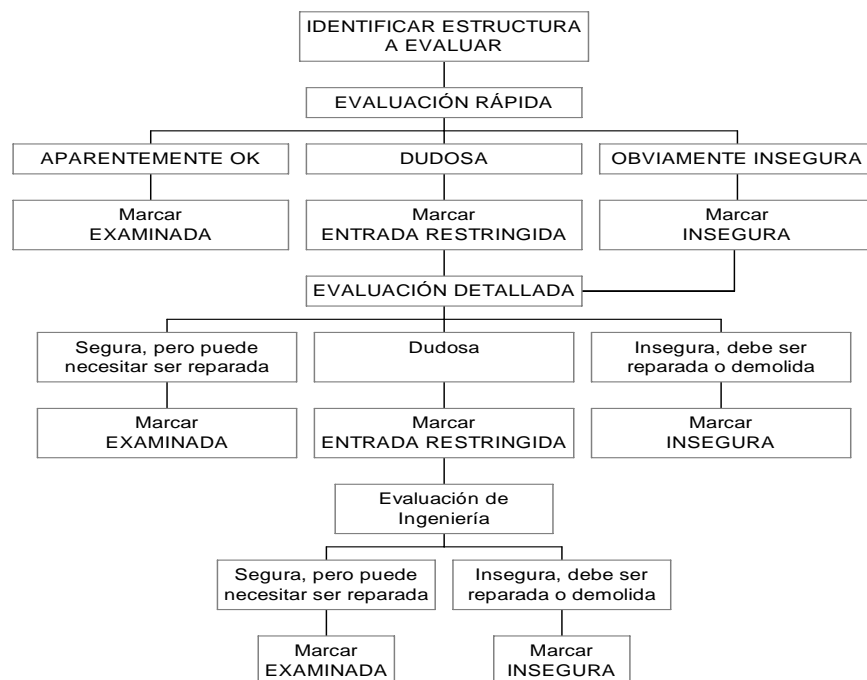 IDENTIFICAR ESTRUCTURA
A EVALUAR
EVALUACIÓN RÁPIDA
APARENTEMENTE OK
DUDOSA
OBVIAMENTE INSEGURA
Marcar
EXAMINADA
Marcar
ENTRADA RESTRINGIDA
Marcar
INSEGURA
EVALUACIÓN DETALLADA
Segura, pero puede
necesitar ser reparada
Dudosa
Insegura, debe ser
reparada o demolida
Marcar
EXAMINADA
Marcar
ENTRADA RESTRINGIDA
Marcar
INSEGURA
Evaluación de
Ingeniería
Segura, pero puede
necesitar ser reparada
Insegura, debe ser
reparada o demolida
Marcar
EXAMINADA
Marcar
INSEGURA